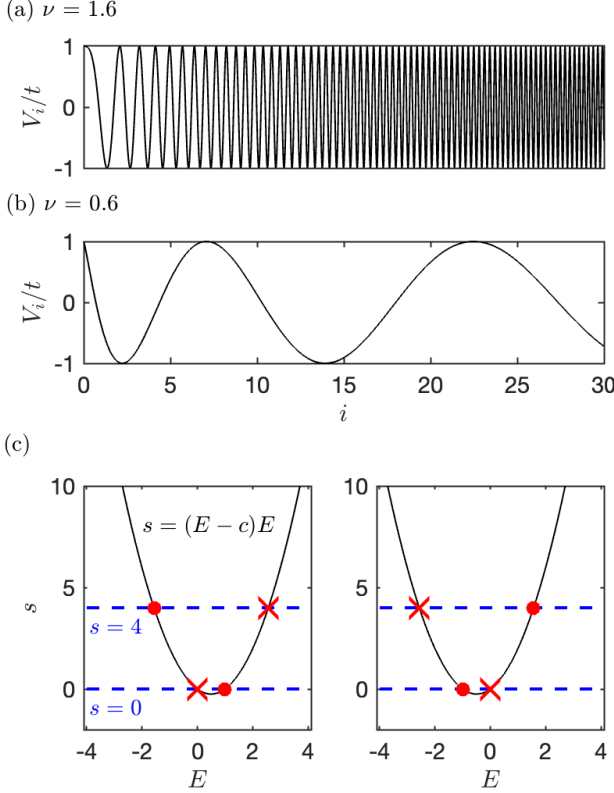 (a) ν = 1.6
1
0
-1
V_i/t
(b) ν = 0.6
1
0
-1
V_i/t
0 5 10 15 20 25 30
i
(c)
10
5
0
s
s = (E − c)E
s = 4
s = 0
-4 -2 0 2 4
E
10
5
0
-4 -2 0 2 4
E